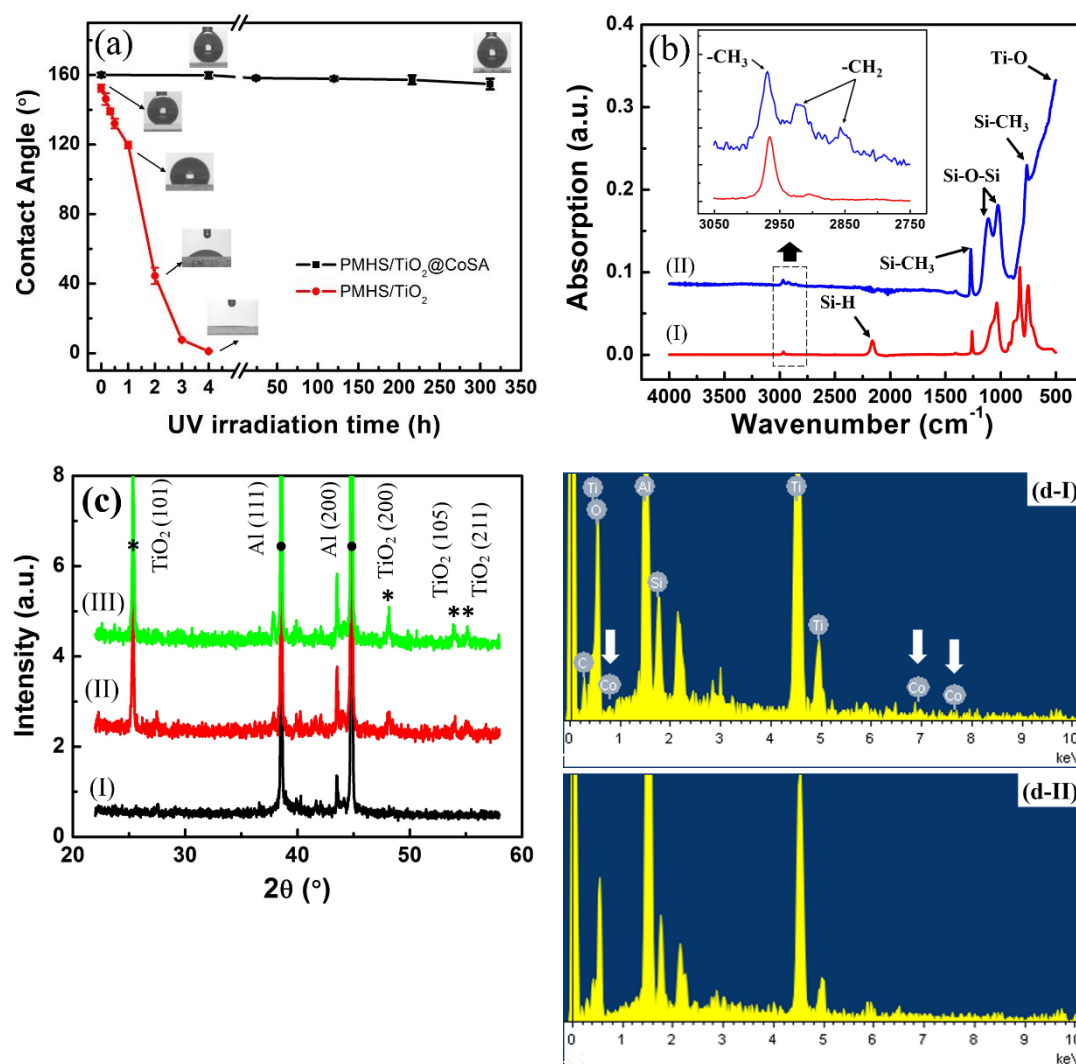 (a)
160
120
80
40
0
Contact Angle (°)
PMHS/TiO₂@CoSA
PMHS/TiO₂
0 1 2 3 4 50 100 150 200 250 300 350
UV irradiation time (h)
(b)
0.4
0.3
0.2
0.1
0.0
Absorption (a.u.)
-CH₃
-CH₂
3050 2950 2850 2750
Ti-O
Si-CH₃
Si-O-Si
Si-CH₃
Si-H
(II)
(I)
4000 3500 3000 2500 2000 1500 1000 500
Wavenumber (cm⁻¹)
(c)
8
6
4
2
0
Intensity (a.u.)
* TiO₂ (101)
Al (111)
Al (200)
TiO₂ (200)
*
TiO₂ (105)
TiO₂ (211)
**
(III)
(II)
(I)
20 30 40 50 60
2θ (°)
(d-I)
Ti
O
Al
Ti
Si
Ti
C
Co
Co
Co
0 1 2 3 4 5 6 7 8 9 10
keV
(d-II)
0 1 2 3 4 5 6 7 8 9 10
keV